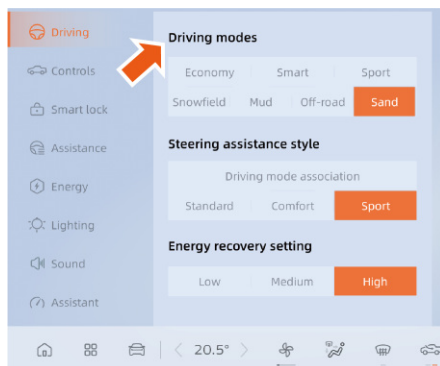 Driving
Controls
Smart lock
Assistance
Energy
Lighting
Sound
Assistant
Driving modes
Economy Smart Sport
Snowfield Mud Off-road Sand
Steering assistance style
Driving mode association
Standard Comfort Sport
Energy recovery setting
Low Medium High
20.5°